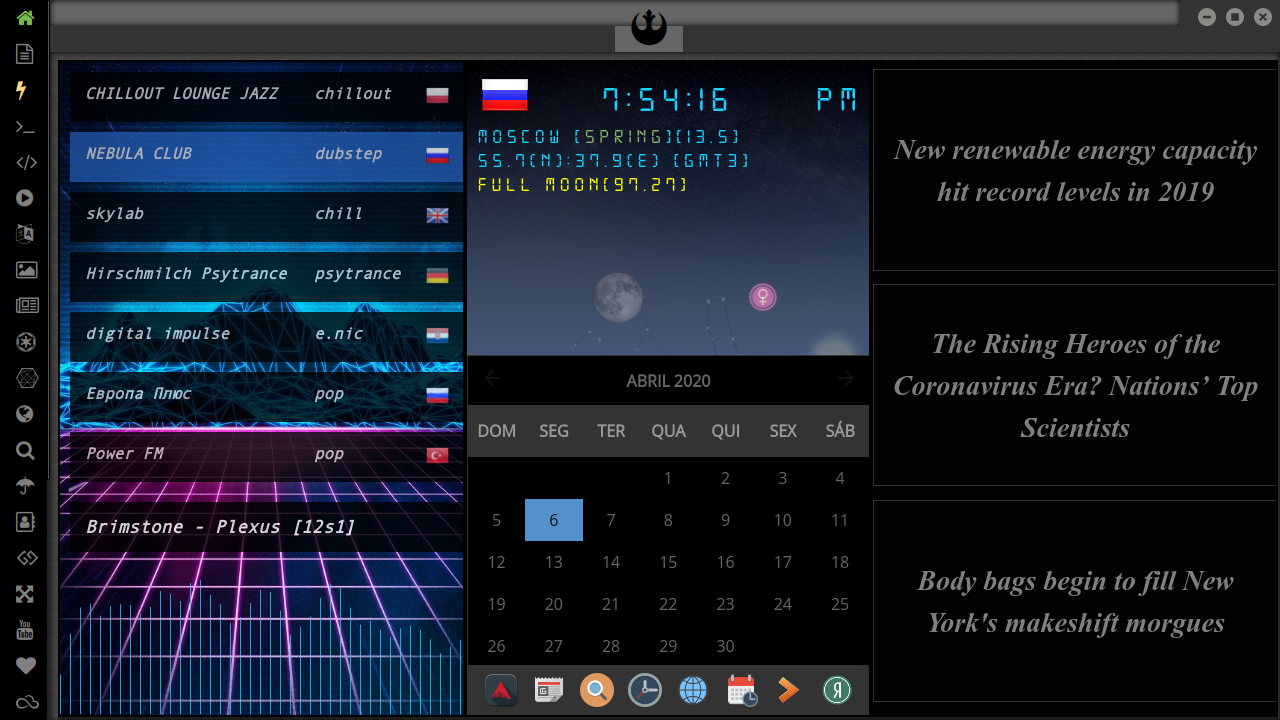 CHILLOUT LOUNGE JAZZ chillout
NEBULA CLUB dubstep
skylab chill
Hirschmilch Psytrance psytrance
digital impulse e.nic
Европа Плюс pop
Power FM pop
Brimstone - Plexus [12s1]
7:54:16 PM
MOSCOW [SPRING][13.5]
55.7(N):37.9(E) [GMT3]
FULL MOON[97.27]
ABRIL 2020
DOM SEG TER QUA QUI SEX SÁB
1 2 3 4
5 6 7 8 9 10 11
12 13 14 15 16 17 18
19 20 21 22 23 24 25
26 27 28 29 30
Я
New renewable energy capacity
hit record levels in 2019
The Rising Heroes of the
Coronavirus Era? Nations’ Top
Scientists
Body bags begin to fill New
York's makeshift morgues
You
Tube